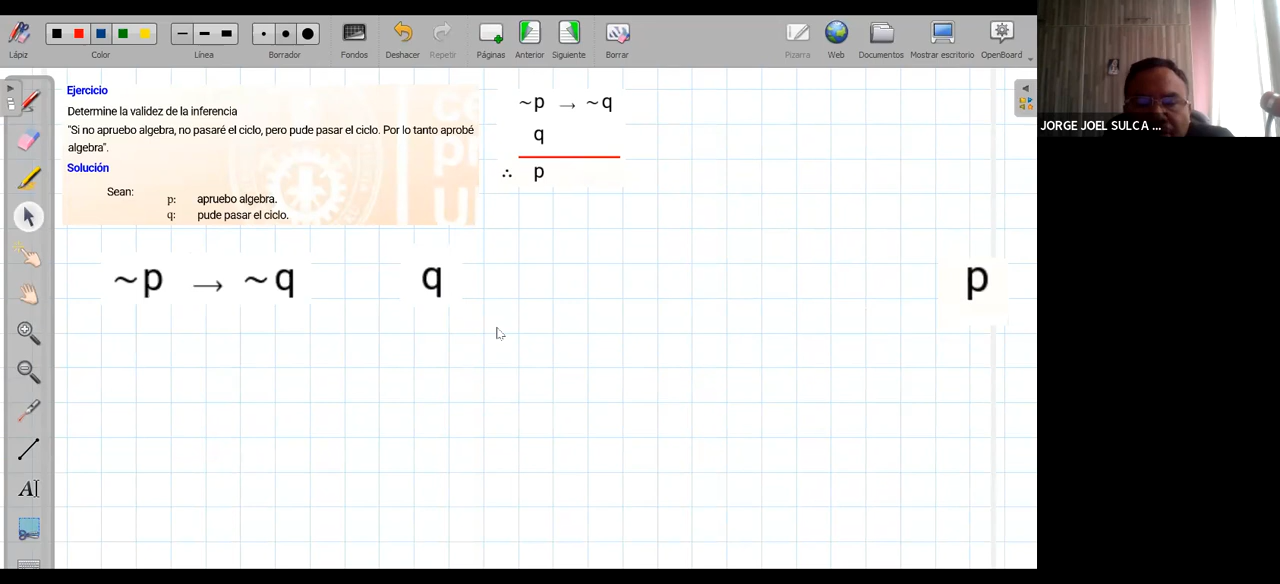 Lápiz
Color
Línea
Borrador
Fondos
Deshacer
Repetir
Páginas
Anterior
Siguiente
Borrar
Pizarra
Web
Documentos
Mostrar escritorio
OpenBoard
JORGE JOEL SULCA ...
Ejercicio
Determine la validez de la inferencia
"Si no apruebo algebra, no pasaré el ciclo, pero pude pasar el ciclo. Por lo tanto aprobé
algebra".
Solución
Sean:
p: apruebo algebra.
q: pude pasar el ciclo.
~p → ~q
q
∴ p
~p → ~q q p
AI